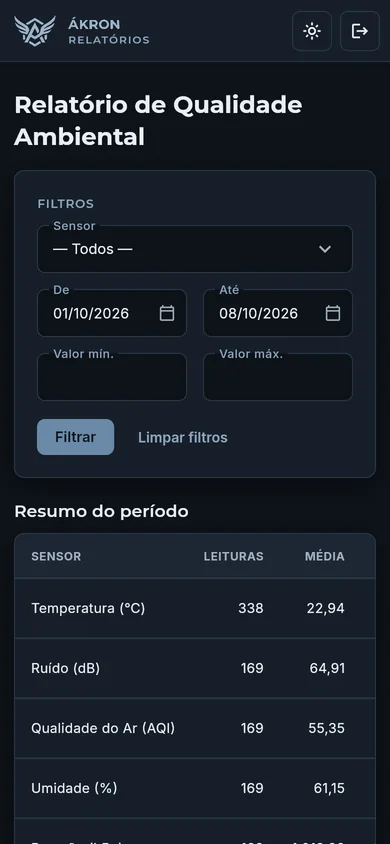 ÁKRON
RELATÓRIOS
Relatório de Qualidade
Ambiental
FILTROS
Sensor
— Todos —
De
Até
01/10/2026
08/10/2026
Valor mín.
Valor máx.
Filtrar
Limpar filtros
Resumo do período
SENSOR LEITURAS MÉDIA
Temperatura (°C) 338 22,94
Ruído (dB) 169 64,91
Qualidade do Ar (AQI) 169 55,35
Umidade (%) 169 61,15